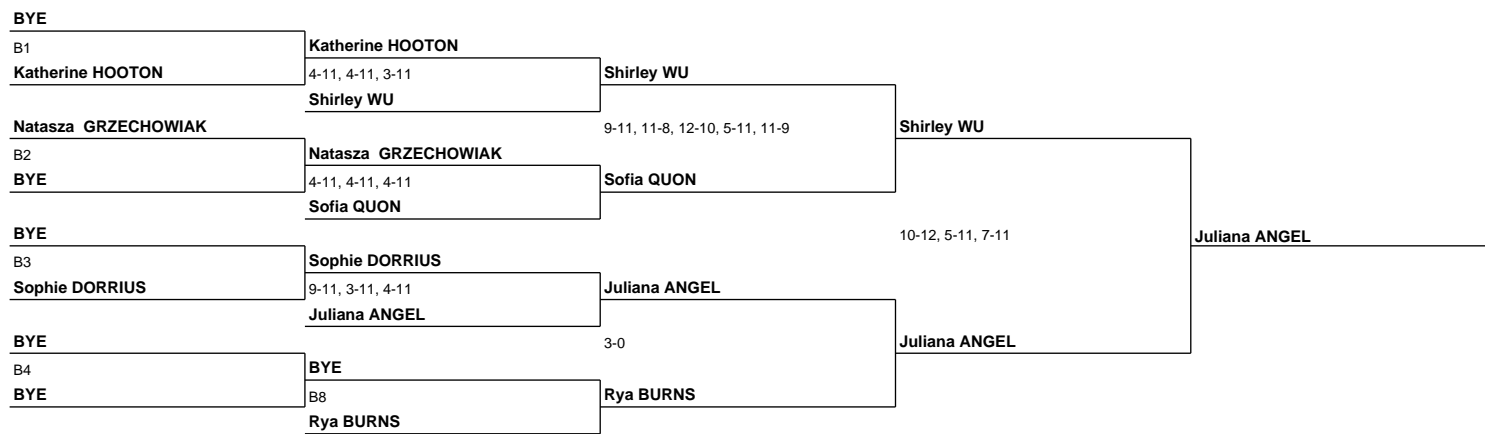 BYE
B1
Katherine HOOTON
Katherine HOOTON
4-11, 4-11, 3-11
Shirley WU
Shirley WU
Natasza  GRZECHOWIAK
B2
BYE
Natasza  GRZECHOWIAK
4-11, 4-11, 4-11
Sofia QUON
9-11, 11-8, 12-10, 5-11, 11-9
Sofia QUON
Shirley WU
BYE
B3
Sophie DORRIUS
Sophie DORRIUS
9-11, 3-11, 4-11
Juliana ANGEL
Juliana ANGEL
BYE
B4
BYE
BYE
B8
Rya BURNS
3-0
Rya BURNS
Juliana ANGEL
10-12, 5-11, 7-11
Juliana ANGEL